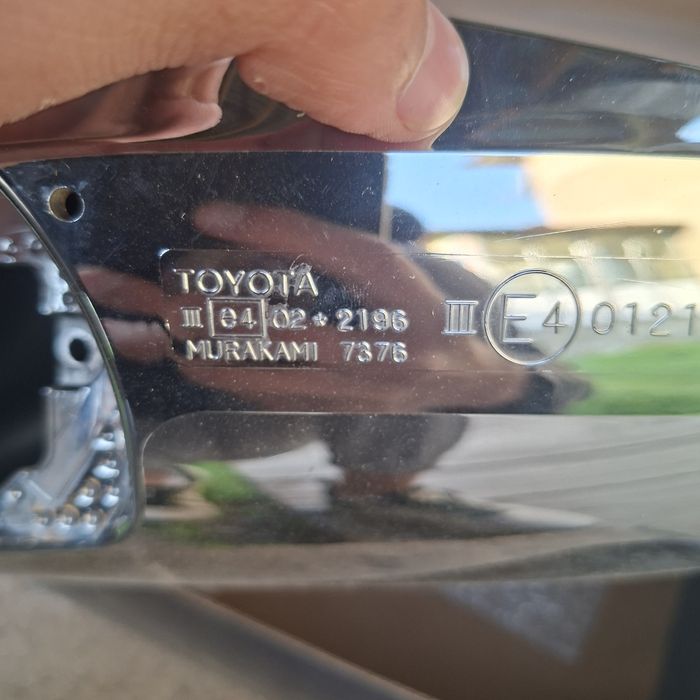 TOYOTA
III e4 02*2196
MURAKAMI 7376
III E4 0121